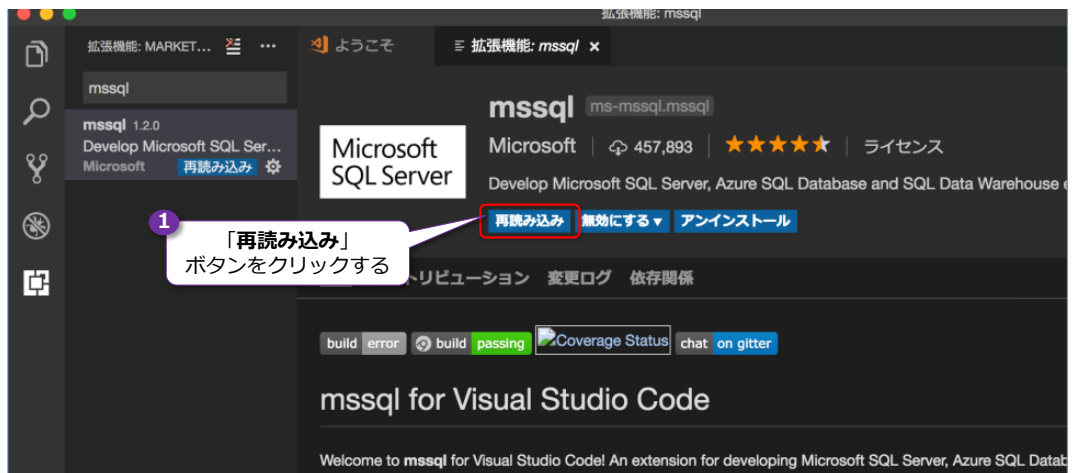 拡張機能: mssql
拡張機能: MARKET... ···
ようこそ
拡張機能: mssql ×
mssql
mssql 1.2.0
Develop Microsoft SQL Ser...
Microsoft 再読み込み
Microsoft
SQL Server
mssql ms-mssql.mssql
Microsoft 457,893 ライセンス
Develop Microsoft SQL Server, Azure SQL Database and SQL Data Warehouse
再読み込み 無効にする▼ アンインストール
1
「再読み込み」
ボタンをクリックする
トリビューション 変更ログ 依存関係
build error build passing Coverage Status chat on gitter
mssql for Visual Studio Code
Welcome to mssql for Visual Studio Code! An extension for developing Microsoft SQL Server, Azure SQL Datab